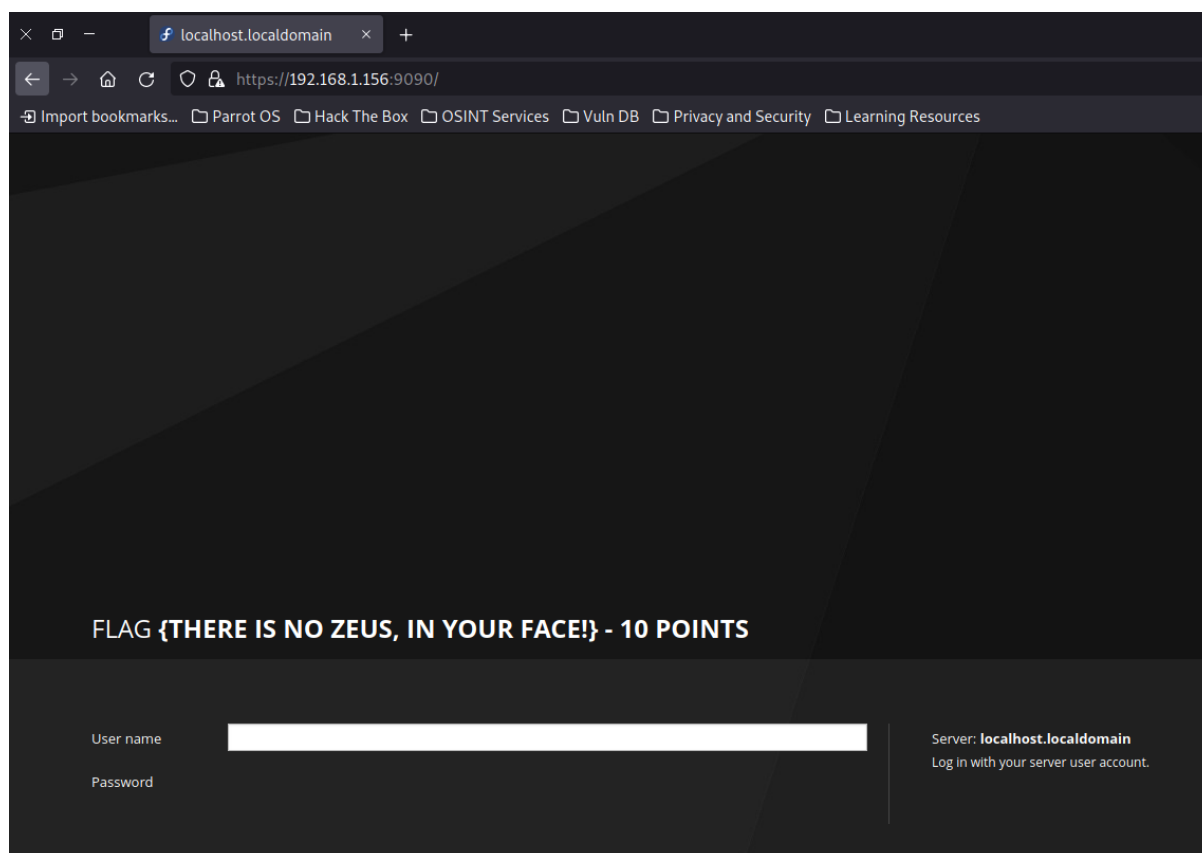 localhost.localdomain
https://192.168.1.156:9090/
Import bookmarks... Parrot OS Hack The Box OSINT Services Vuln DB Privacy and Security Learning Resources
FLAG {THERE IS NO ZEUS, IN YOUR FACE!} - 10 POINTS
User name
Server: localhost.localdomain
Log in with your server user account.
Password